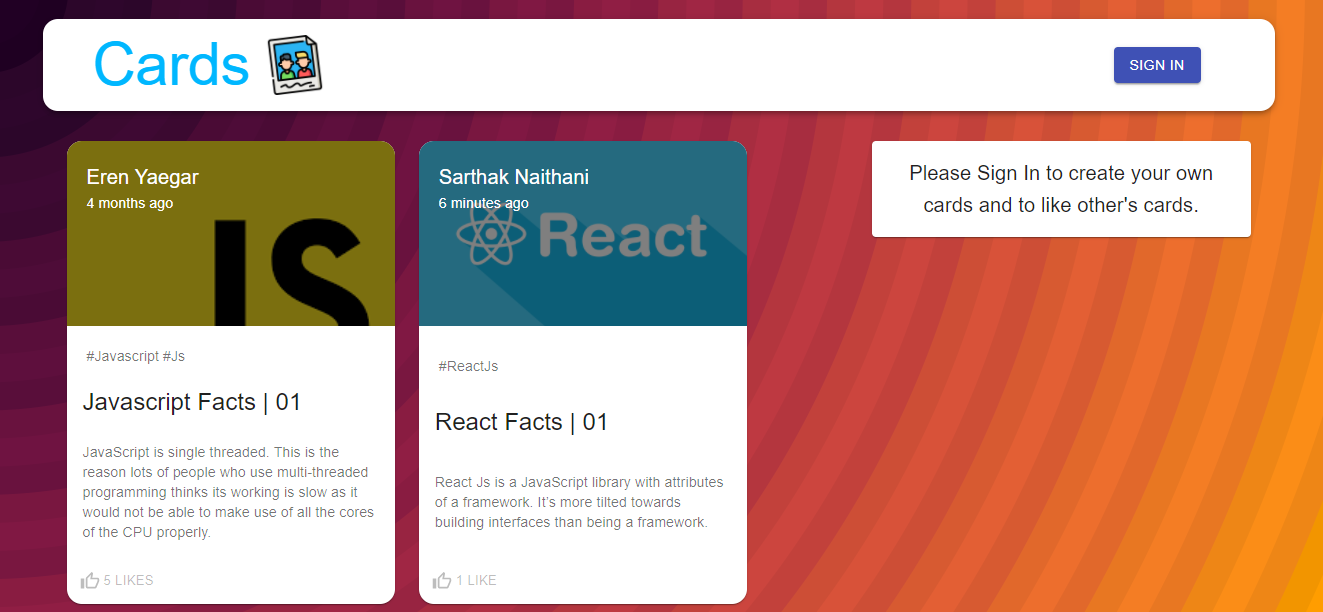 Cards
SIGN IN
Eren Yaegar
4 months ago
JS
#Javascript #Js
Javascript Facts | 01
JavaScript is single threaded. This is the
reason lots of people who use multi-threaded
programming thinks its working is slow as it
would not be able to make use of all the cores
of the CPU properly.
5 LIKES
Sarthak Naithani
6 minutes ago
React
#ReactJs
React Facts | 01
React Js is a JavaScript library with attributes
of a framework. It’s more tilted towards
building interfaces than being a framework.
1 LIKE
Please Sign In to create your own
cards and to like other's cards.